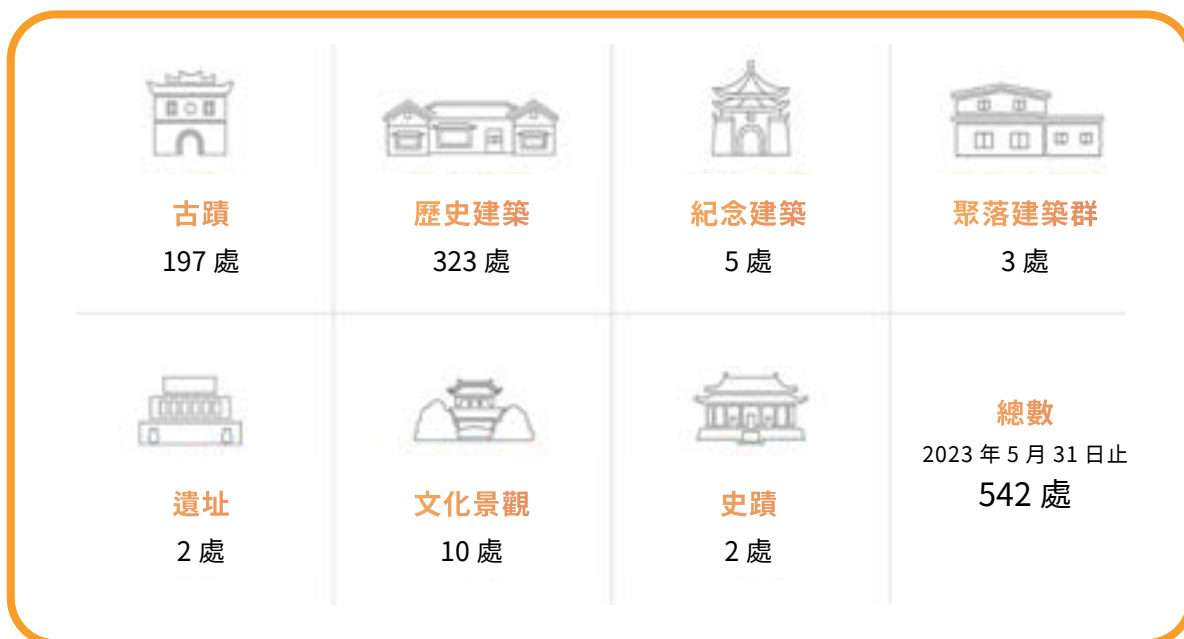 古蹟
197 處
歷史建築
323 處
紀念建築
5 處
聚落建築群
3 處
遺址
2 處
文化景觀
10 處
史蹟
2 處
總數
2023 年 5 月 31 日止
542 處